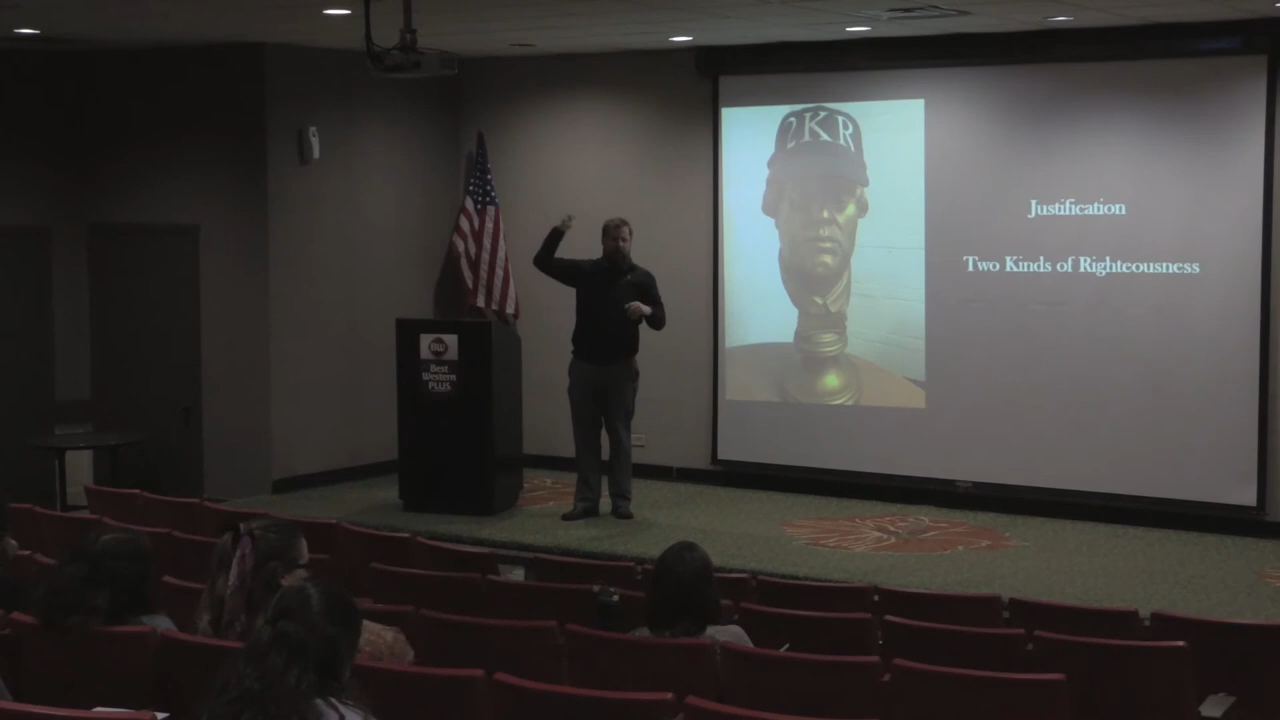 2KR
Justification
Two Kinds of Righteousness
BW
Best
Western
PLUS